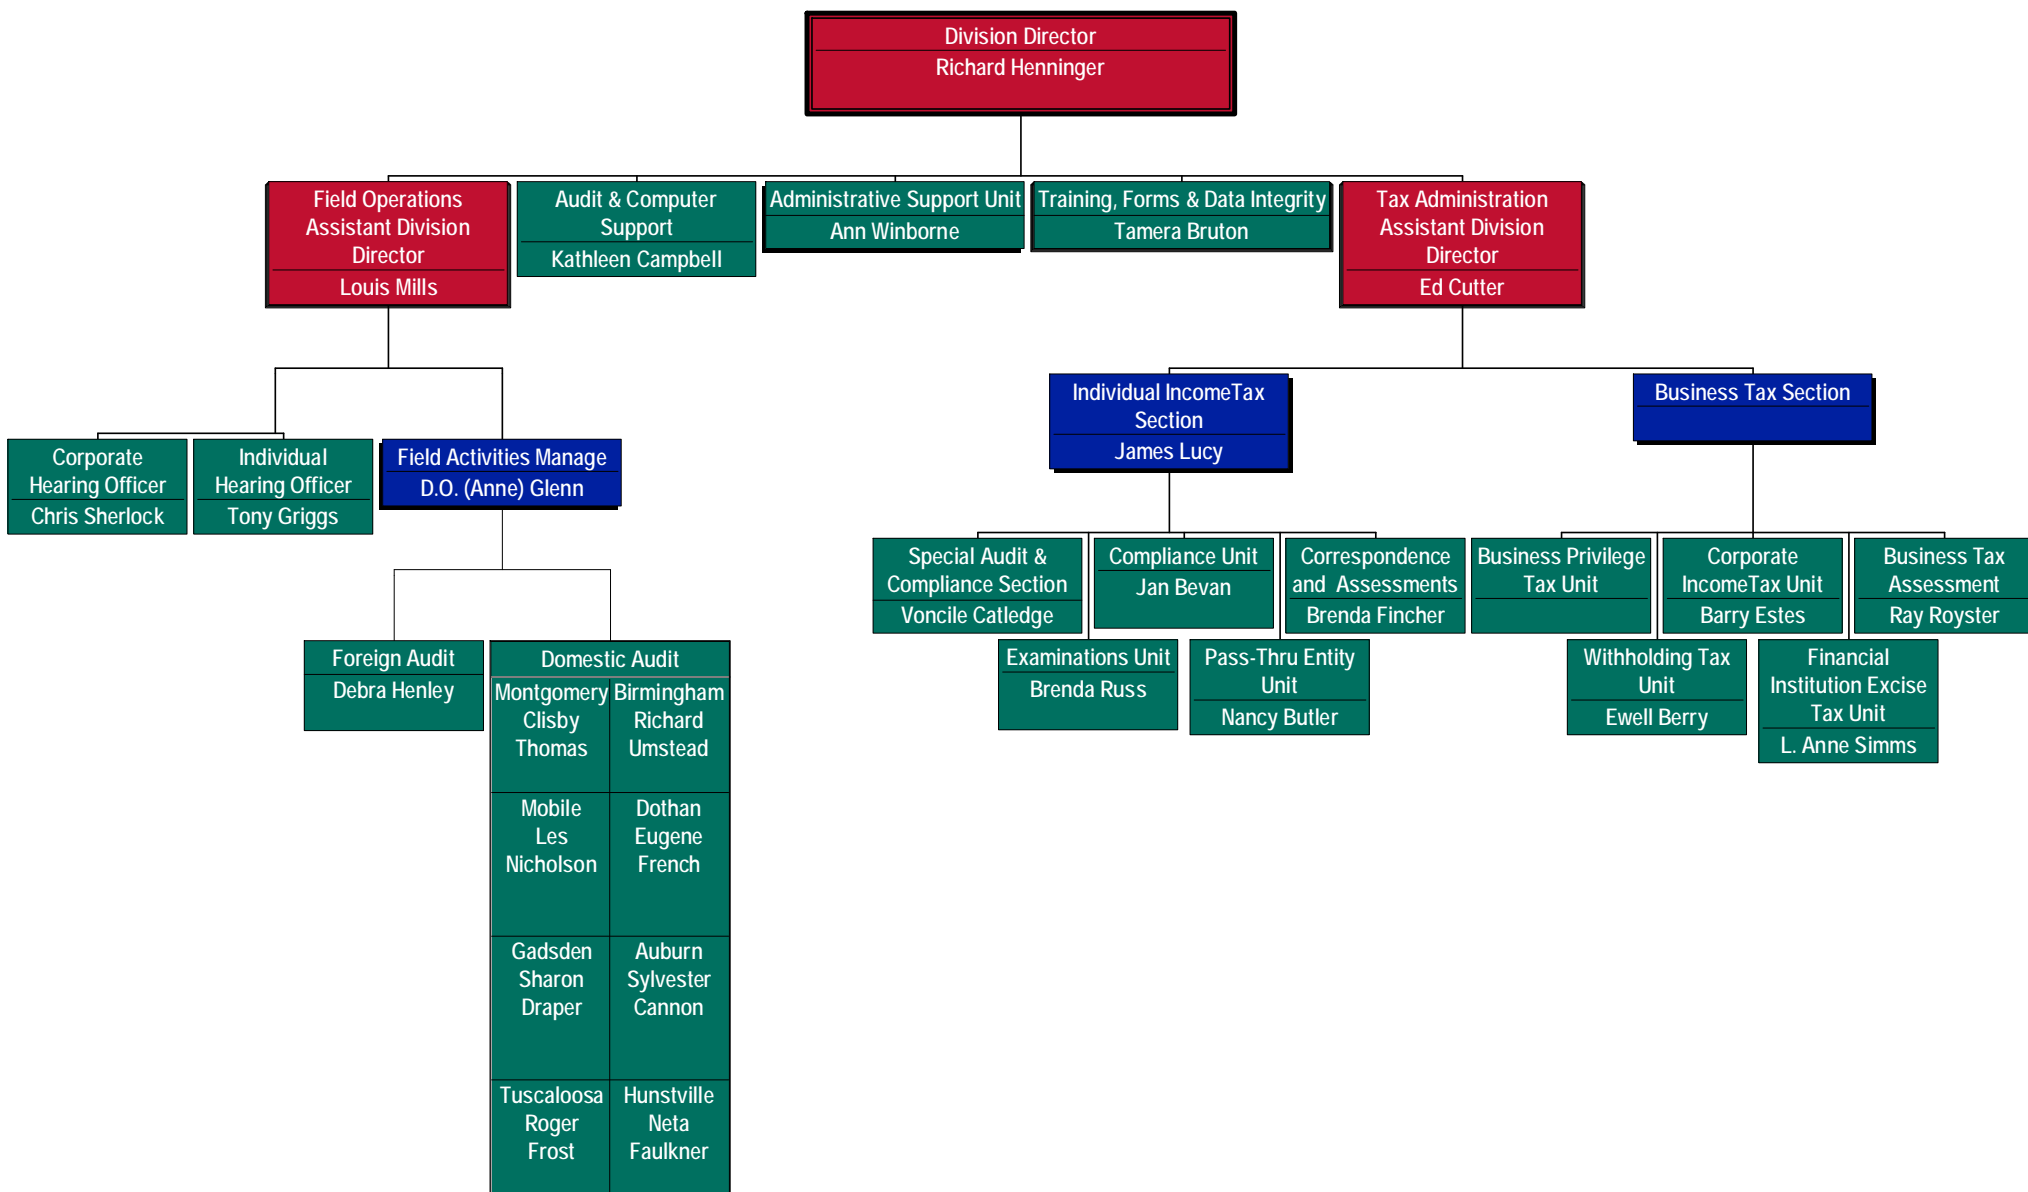 Division Director
Richard Henninger
Field Operations
Assistant Division
Director
Louis Mills
Audit & Computer
Support
Kathleen Campbell
Administrative Support Unit
Ann Winborne
Training, Forms & Data Integrity
Tamera Bruton
Tax Administration
Assistant Division
Director
Ed Cutter
Corporate
Hearing Officer
Chris Sherlock
Individual
Hearing Officer
Tony Griggs
Field Activities Manage
D.O. (Anne) Glenn
Individual IncomeTax
Section
James Lucy
Business Tax Section
Foreign Audit
Debra Henley
Domestic Audit
Montgomery
Clisby
Thomas
Birmingham
Richard
Umstead
Mobile
Les
Nicholson
Dothan
Eugene
French
Gadsden
Sharon
Draper
Auburn
Sylvester
Cannon
Tuscaloosa
Roger
Frost
Hunstville
Neta
Faulkner
Special Audit &
Compliance Section
Voncile Catledge
Compliance Unit
Jan Bevan
Correspondence
and Assessments
Brenda Fincher
Examinations Unit
Brenda Russ
Pass-Thru Entity
Unit
Nancy Butler
Business Privilege
Tax Unit
Corporate
IncomeTax Unit
Barry Estes
Business Tax
Assessment
Ray Royster
Withholding Tax
Unit
Ewell Berry
Financial
Institution Excise
Tax Unit
L. Anne Simms